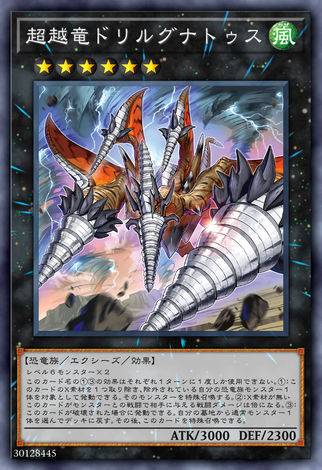 超越竜ドリルグナトゥス
風
【恐竜族／エクシーズ／効果】
レベル６モンスター×２
このカード名の①③の効果はそれぞれ１ターンに１度しか使用できない。①：こ
のカードのX素材を１つ取り除き、除外されている自分の恐竜族モンスター１
体を対象として発動できる。そのモンスターを特殊召喚する。②：X素材が無い
このカードがモンスターとの戦闘で相手に与える戦闘ダメージは倍になる。③：
このカードが破壊された場合に発動できる。自分の墓地から通常モンスター１
体を選んでデッキに戻す。その後、このカードを特殊召喚する。
ATK/3000 DEF/2300
30128445